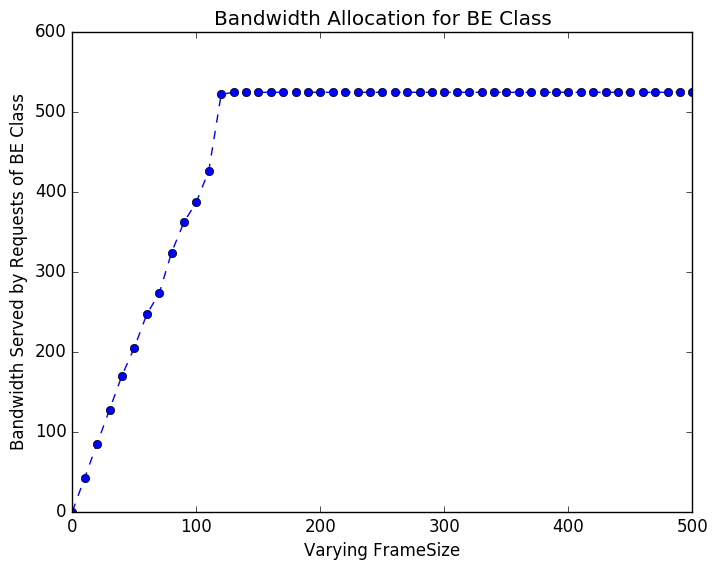 Bandwidth Allocation for BE Class
600
500
400
300
200
100
0
Bandwidth Served by Requests of BE Class
0 100 200 300 400 500
Varying FrameSize